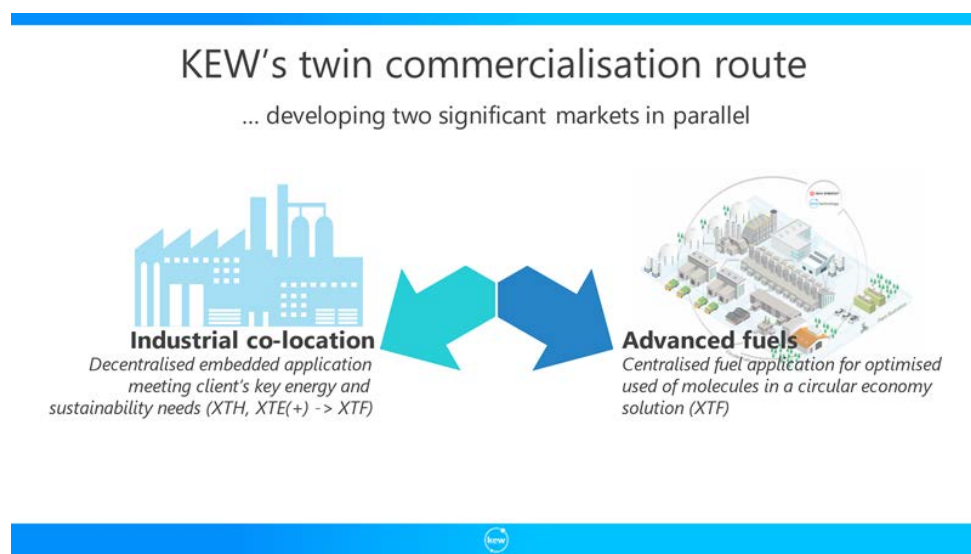 KEW's twin commercialisation route
... developing two significant markets in parallel
Industrial co-location
Decentralised embedded application
meeting client's key energy and
sustainability needs (XTH, XTE(+) -> XTF)
Advanced fuels
Centralised fuel application for optimised
used of molecules in a circular economy
solution (XTF)
kew